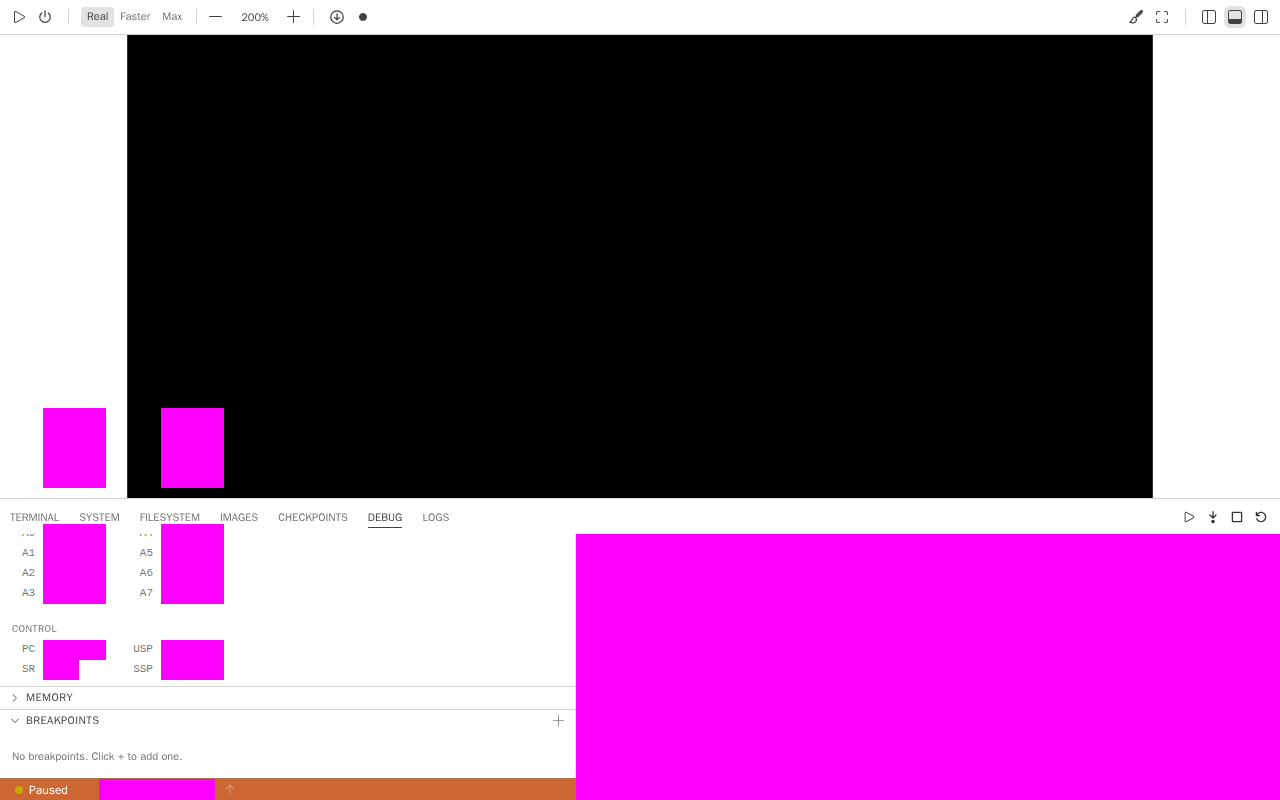 Real Faster Max 200%
TERMINAL SYSTEM FILESYSTEM IMAGES CHECKPOINTS DEBUG LOGS
A1 A5
A2 A6
A3 A7
CONTROL
PC USP
SR SSP
MEMORY
BREAKPOINTS
No breakpoints. Click + to add one.
Paused